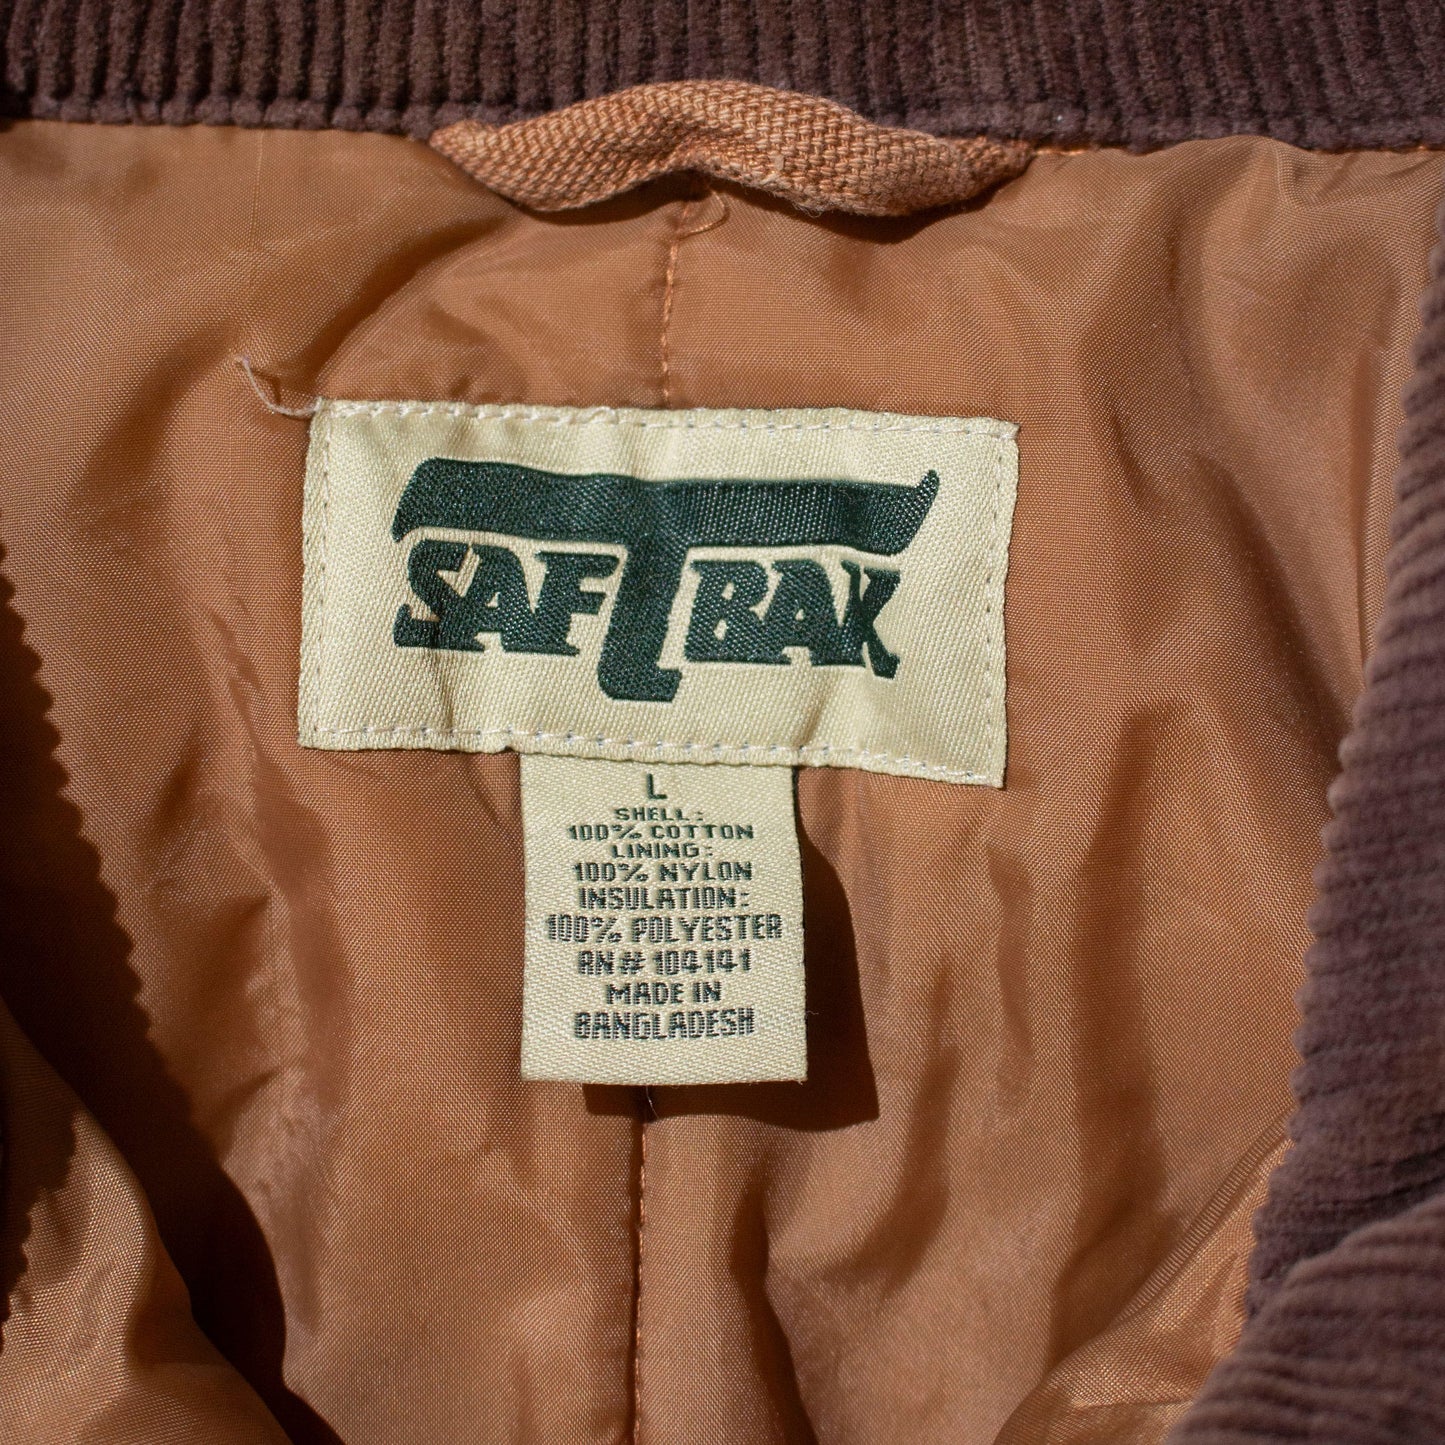 SAFTBAK
L
SHELL:
100% COTTON
LINING:
100% NYLON
INSULATION:
100% POLYESTER
RN# 104141
MADE IN
BANGLADESH